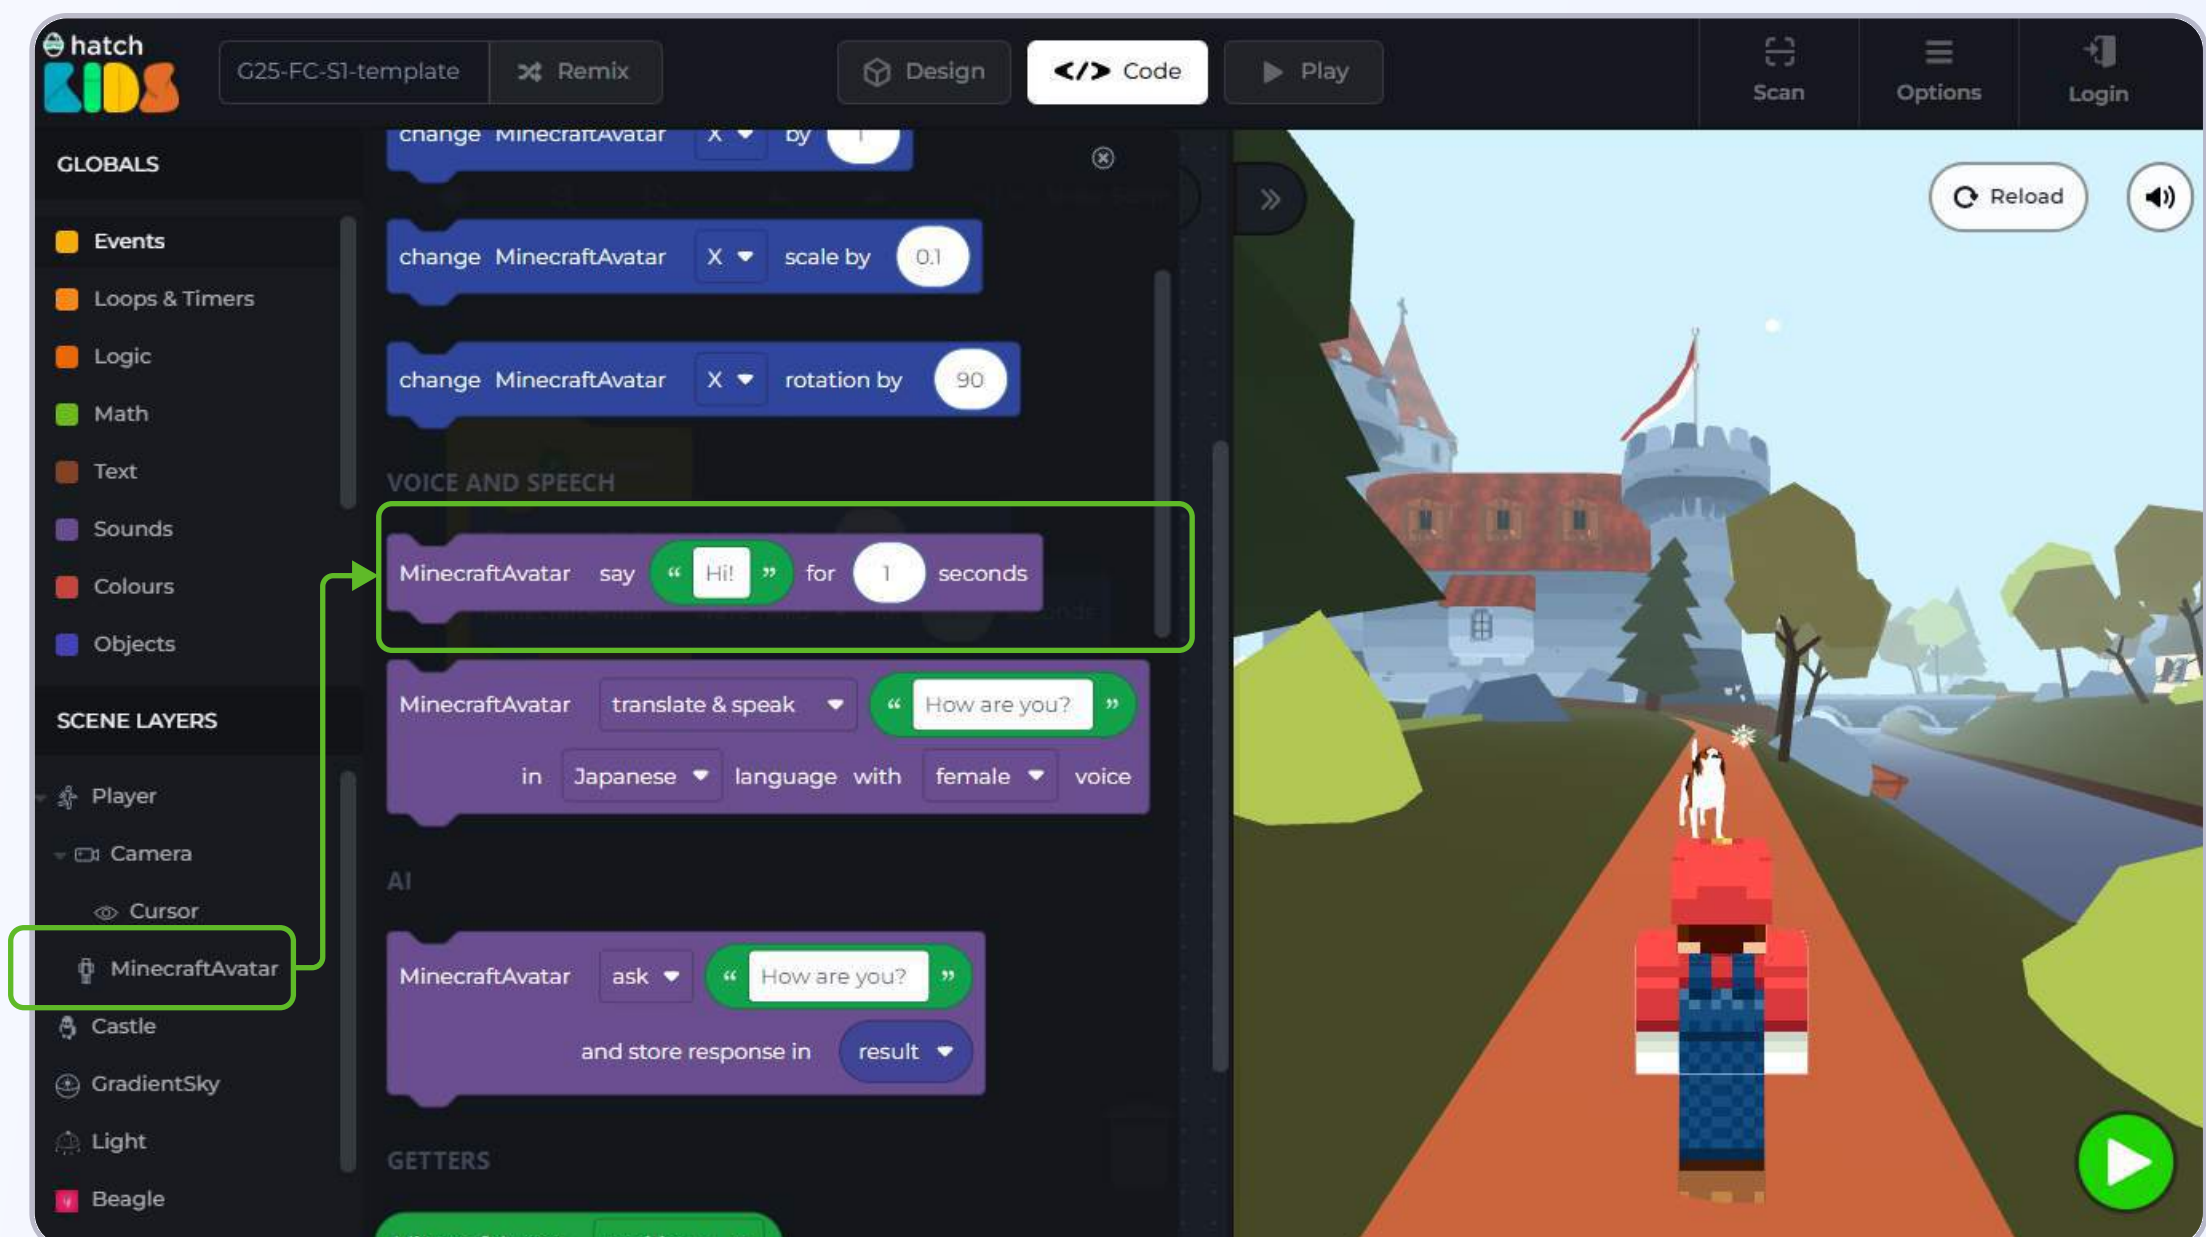 hatch
KIDS
G25-FC-S1-template
Remix
Design
</> Code
Play
Scan
Options
Login
GLOBALS
Events
Loops & Timers
Logic
Math
Text
Sounds
Colours
Objects
SCENE LAYERS
Player
Camera
Cursor
MinecraftAvatar
Castle
GradientSky
Light
Beagle
change MinecraftAvatar X by 1
change MinecraftAvatar X scale by 0.1
change MinecraftAvatar X rotation by 90
VOICE AND SPEECH
MinecraftAvatar say “ Hi! ” for 1 seconds
MinecraftAvatar translate & speak “ How are you? ”
in Japanese language with female voice
AI
MinecraftAvatar ask “ How are you? ”
and store response in result
GETTERS
Reload